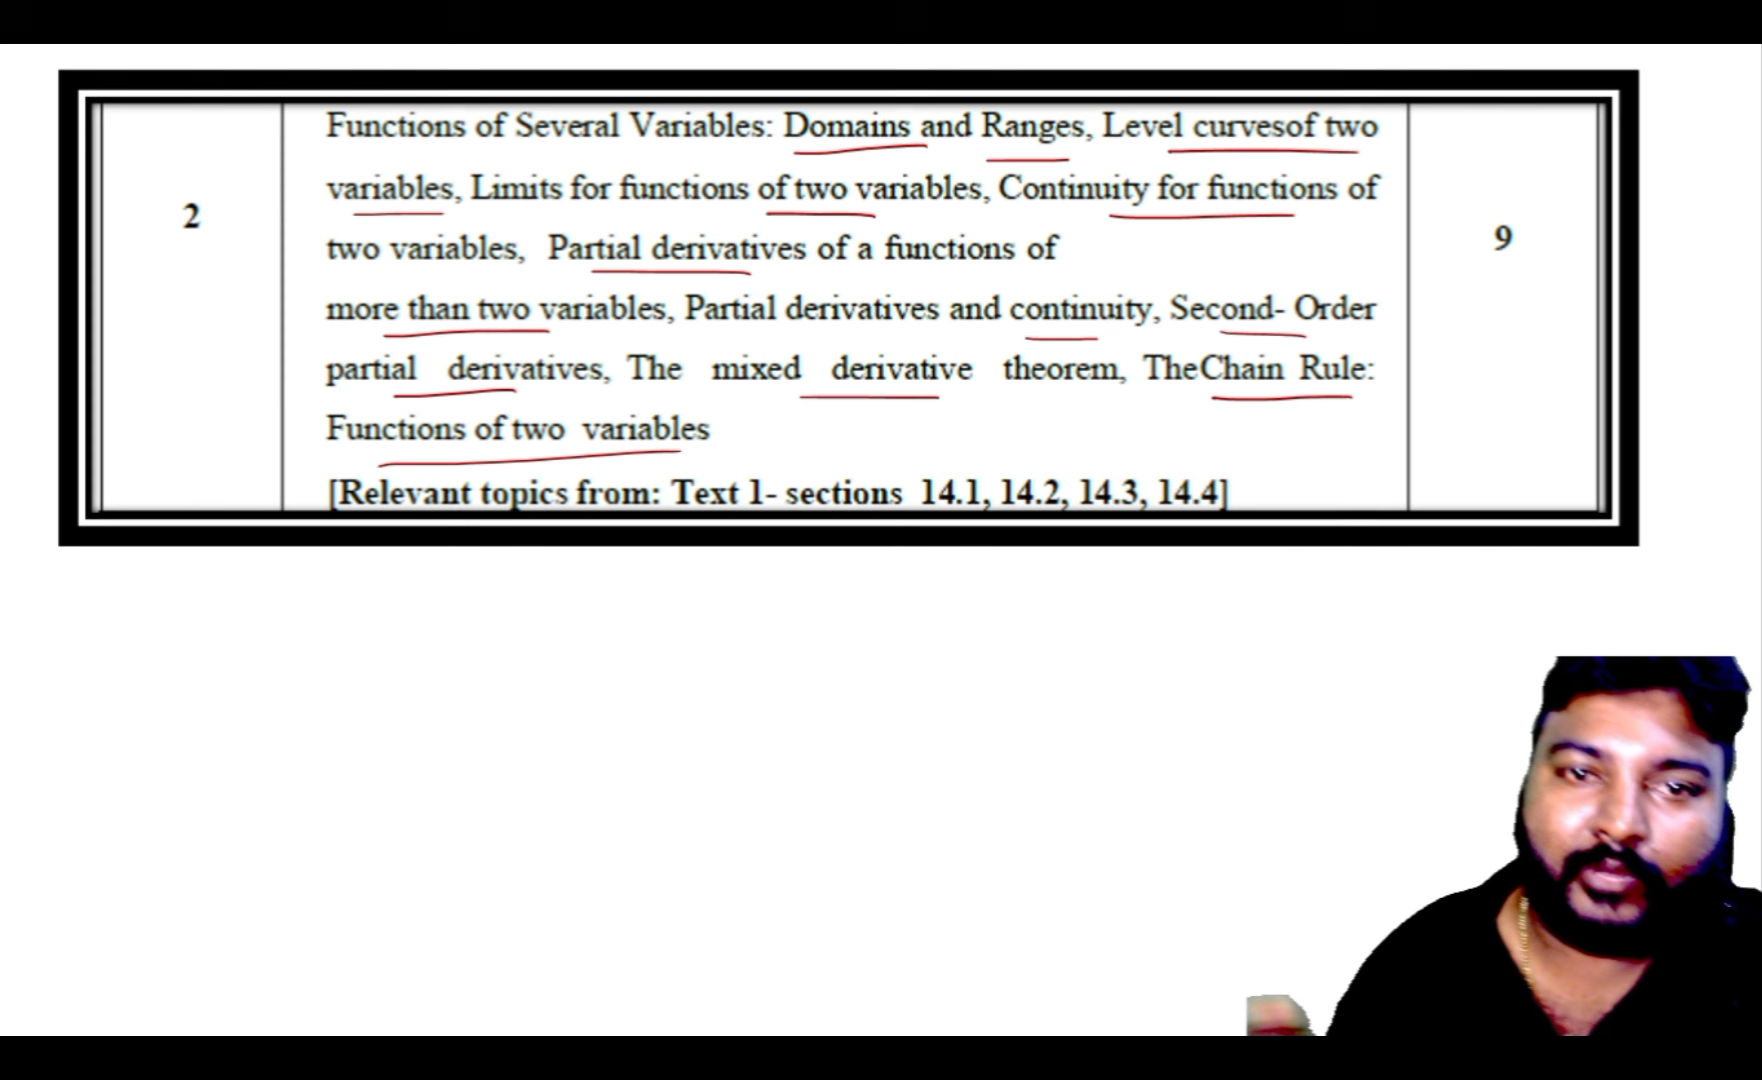 Functions of Several Variables: Domains and Ranges, Level curvesof two
variables, Limits for functions of two variables, Continuity for functions of
2
two variables, Partial derivatives of a functions of
9
more than two variables, Partial derivatives and continuity, Second- Order
partial derivatives, The mixed derivative theorem, TheChain Rule:
Functions of two variables
[Relevant topics from: Text 1- sections 14.1, 14.2, 14.3, 14.4]